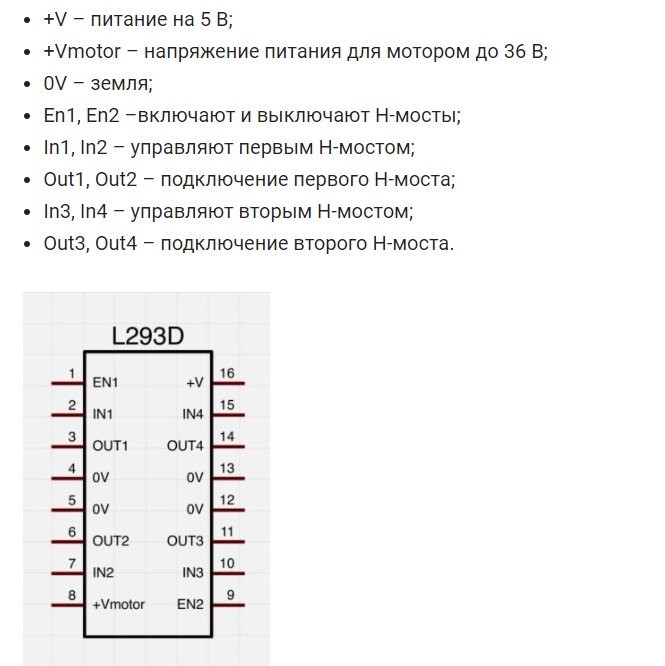 +V – питание на 5 В;
+Vmotor – напряжение питания для мотором до 36 В;
0V – земля;
En1, En2 –включают и выключают H-мосты;
In1, In2 – управляют первым H-мостом;
Out1, Out2 – подключение первого H-моста;
In3, In4 – управляют вторым H-мостом;
Out3, Out4 – подключение второго H-моста.
L293D
1 EN1 +V 16
2 IN1 IN4 15
3 OUT1 OUT4 14
4 0V 0V 13
5 0V 0V 12
6 OUT2 OUT3 11
7 IN2 IN3 10
8 +Vmotor EN2 9